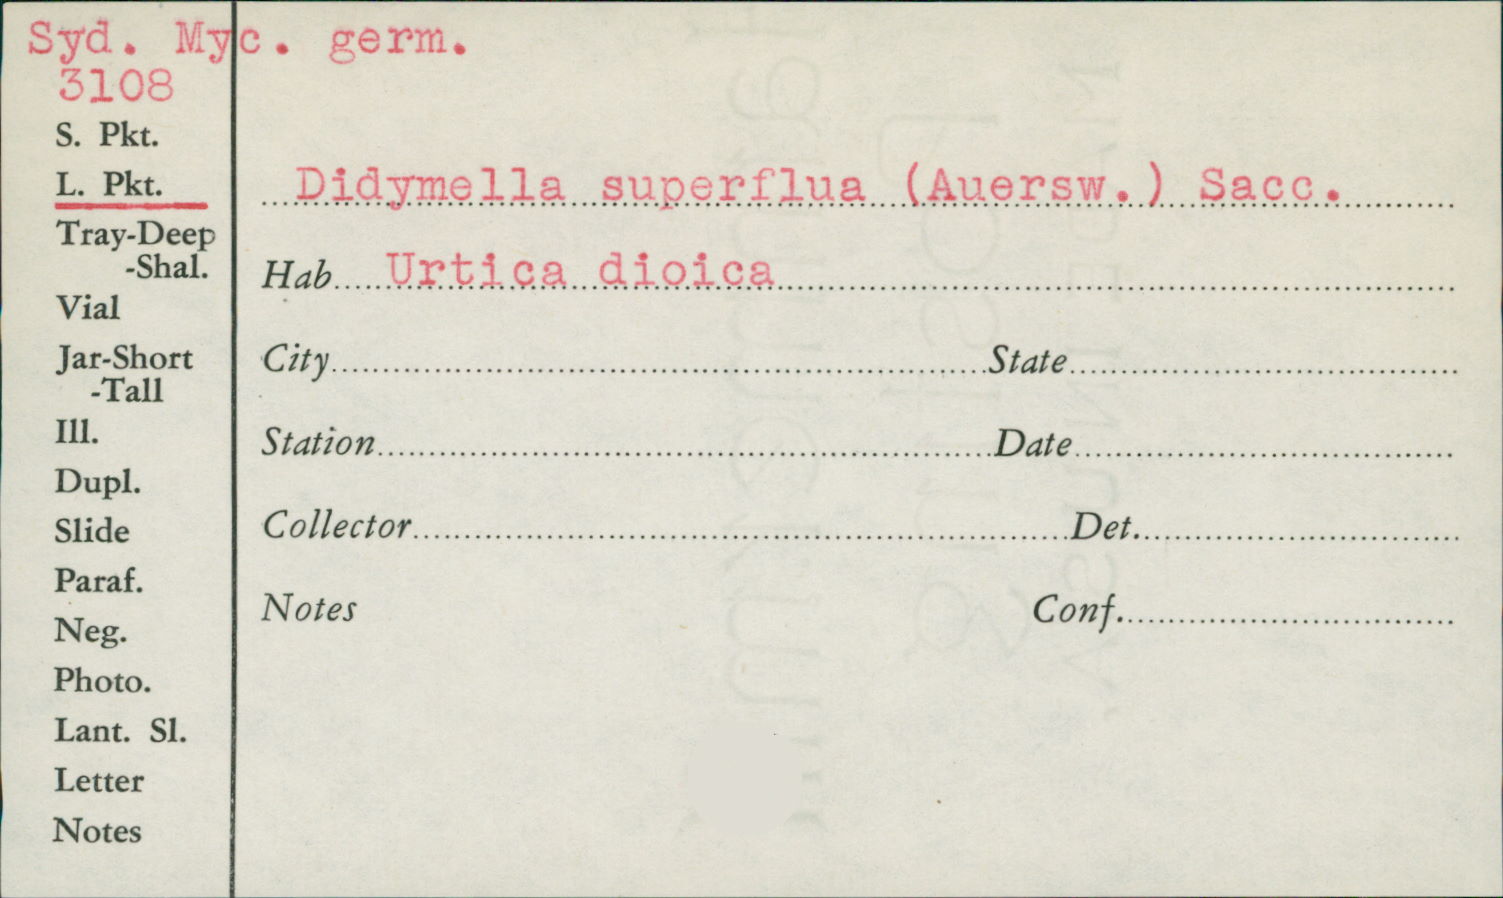 Syd. Myc. germ.
3108
S. Pkt.
L. Pkt.
Tray-Deep
-Shal.
Vial
Jar-Short
-Tall
Ill.
Dupl.
Slide
Paraf.
Neg.
Photo.
Lant. Sl.
Letter
Notes
Didymella superflua (Auersw.) Sacc.
Hab. Urtica dioica
City State
Station Date
Collector Det.
Notes Conf.